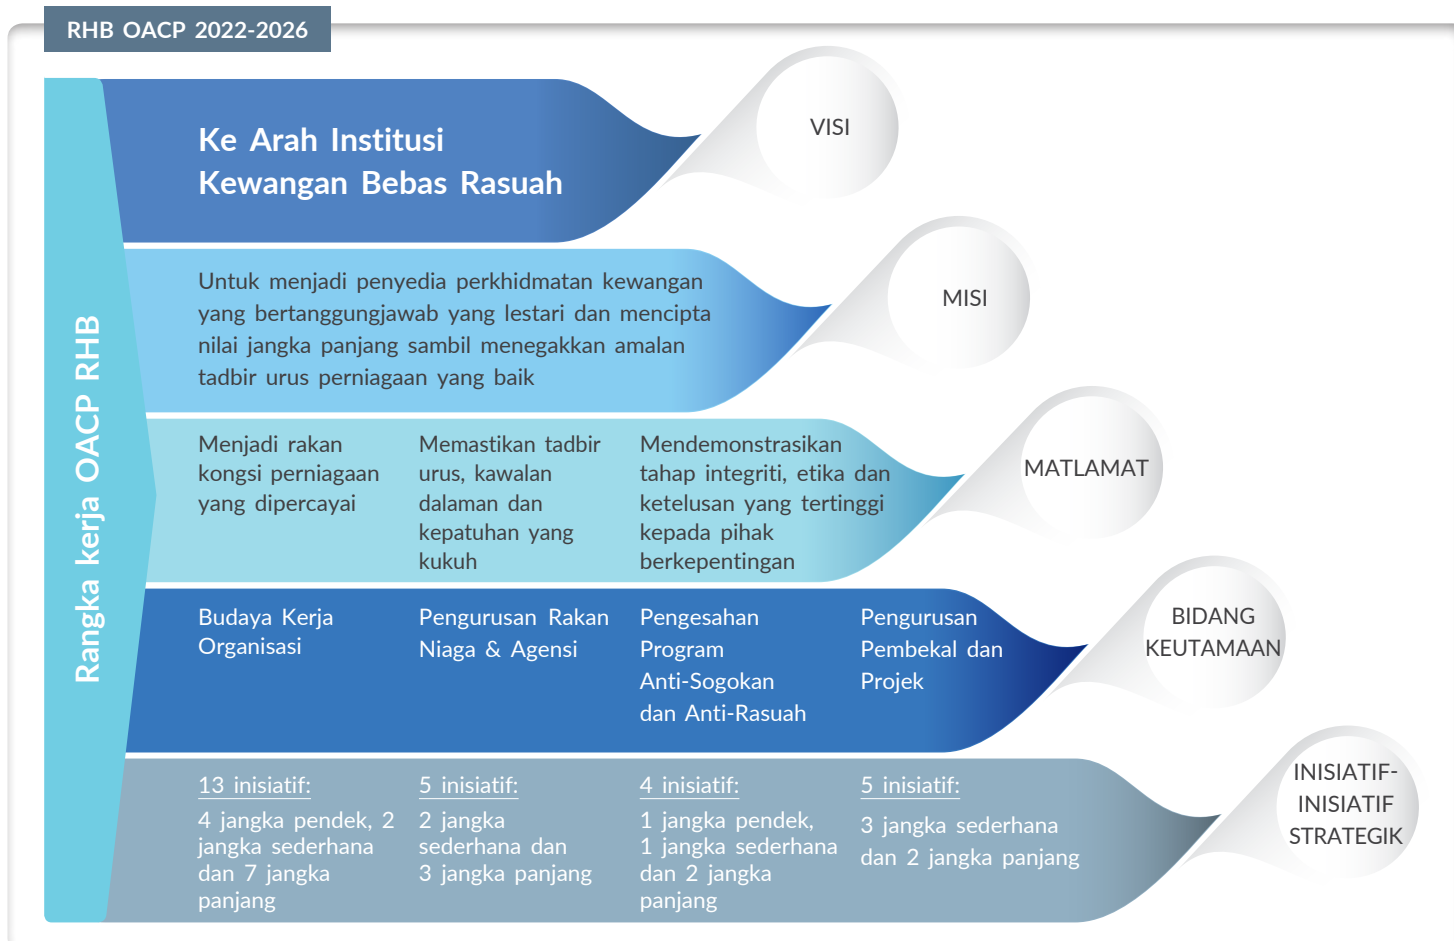 RHB OACP 2022-2026
Rangka kerja OACP RHB
Ke Arah Institusi
Kewangan Bebas Rasuah
VISI
Untuk menjadi penyedia perkhidmatan kewangan
yang bertanggungjawab yang lestari dan mencipta
nilai jangka panjang sambil menegakkan amalan
tadbir urus perniagaan yang baik
MISI
Menjadi rakan
kongsi perniagaan
yang dipercayai
Memastikan tadbir
urus, kawalan
dalaman dan
kepatuhan yang
kukuh
Mendemonstrasikan
tahap integriti, etika dan
ketelusan yang tertinggi
kepada pihak
berkepentingan
MATLAMAT
Budaya Kerja
Organisasi
Pengurusan Rakan
Niaga & Agensi
Pengesahan
Program
Anti-Sogokan
dan Anti-Rasuah
Pengurusan
Pembekal dan
Projek
BIDANG
KEUTAMAAN
13 inisiatif:
4 jangka pendek, 2
jangka sederhana
dan 7 jangka
panjang
5 inisiatif:
2 jangka
sederhana dan
3 jangka panjang
4 inisiatif:
1 jangka pendek,
1 jangka sederhana
dan 2 jangka
panjang
5 inisiatif:
3 jangka sederhana
dan 2 jangka panjang
INISIATIF-
INISIATIF
STRATEGIK